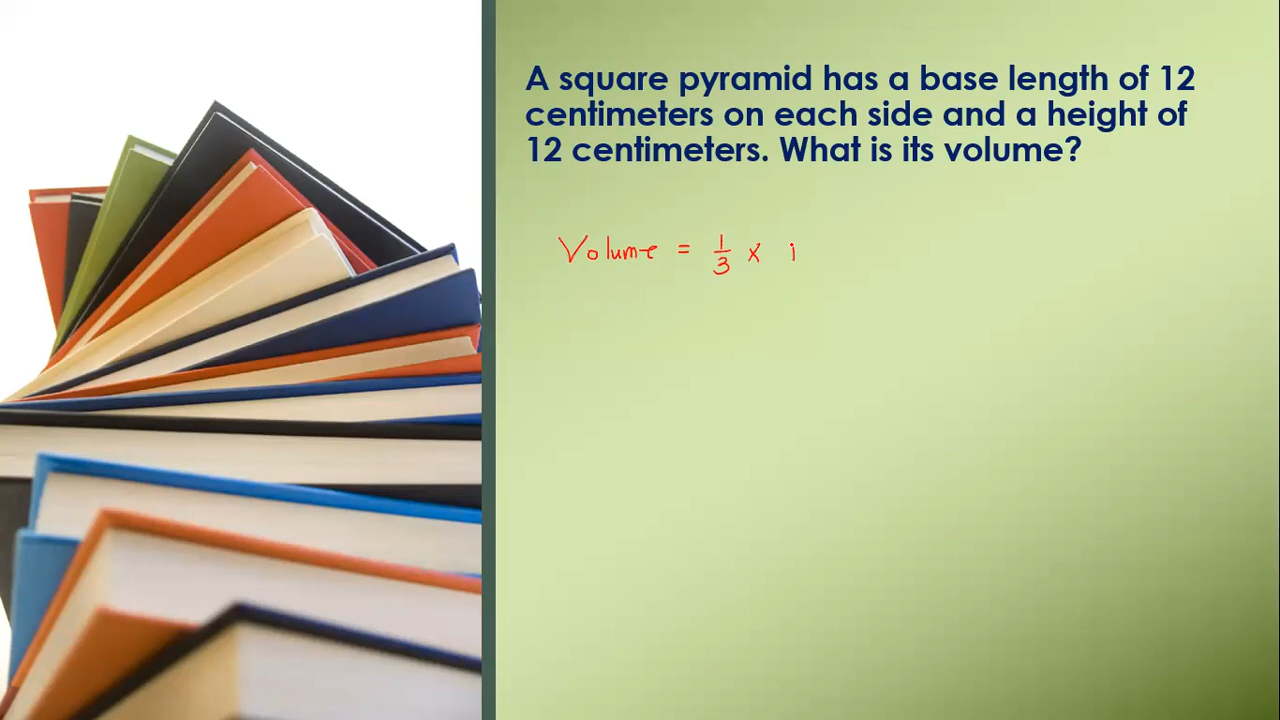 A square pyramid has a base length of 12
centimeters on each side and a height of
12 centimeters. What is its volume?
Volume = 1/3 x